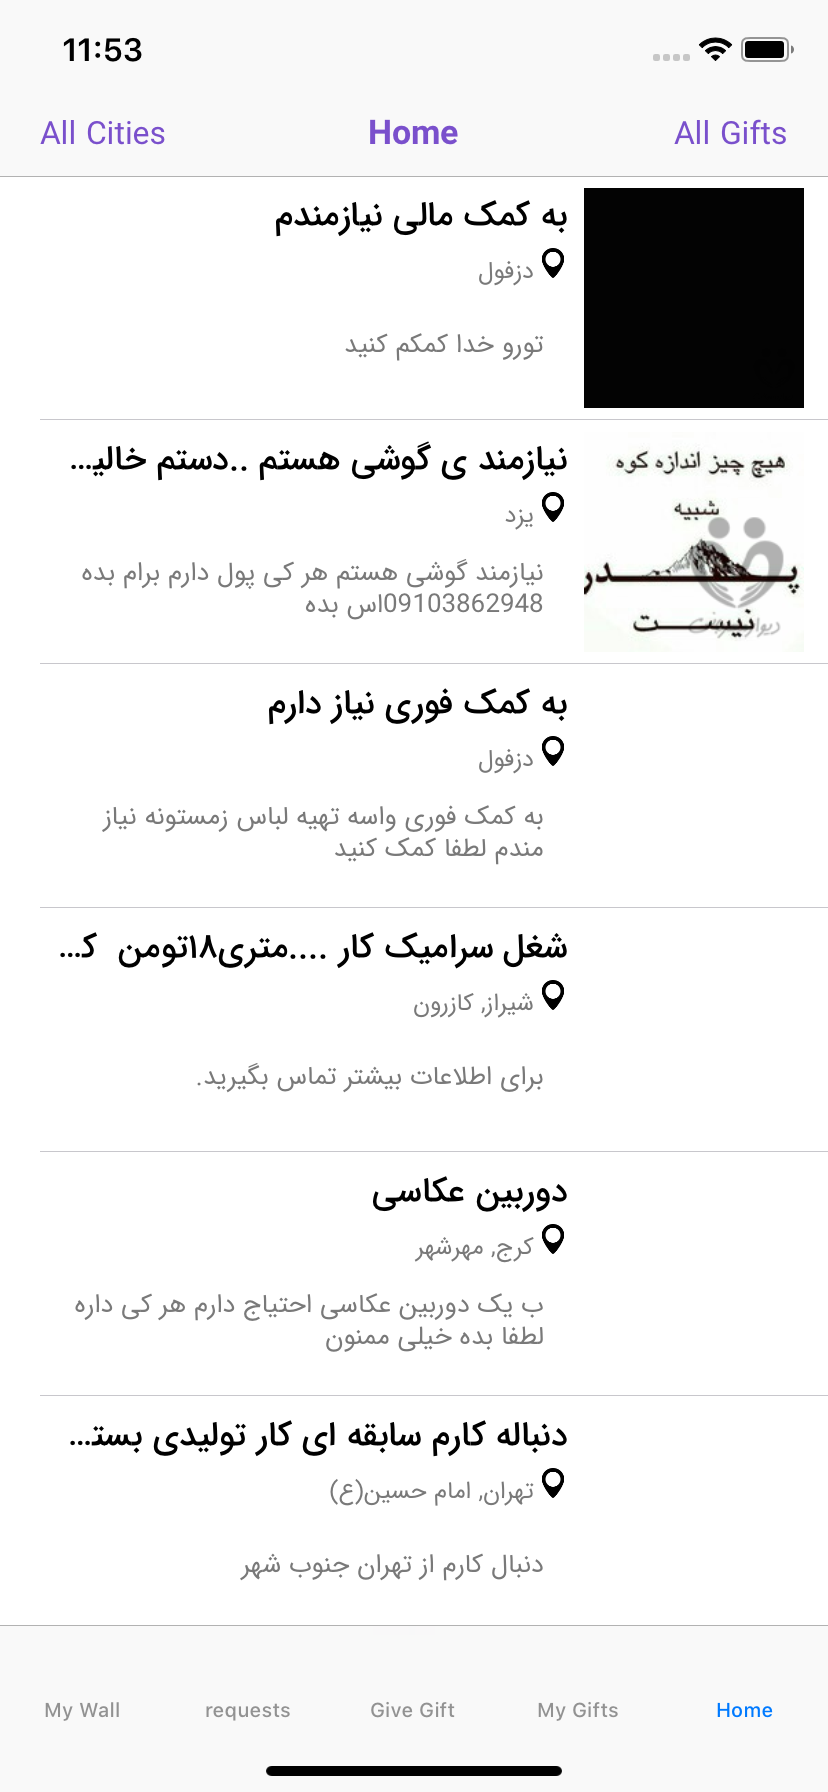 11:53
All Cities
Home
All Gifts
به کمک مالی نیازمندم
دزفول
تورو خدا کمکم کنید
نیازمند ی گوشی هستم ..دستم خالیـ...
یزد
نیازمند گوشی هستم هر کی پول دارم برام بده
09103862948اس بده
هیچ چیز اندازه کوه
شبیه
پدر
نیست
به کمک فوری نیاز دارم
دزفول
به کمک فوری واسه تهیه لباس زمستونه نیاز
مندم لطفا کمک کنید
شغل سرامیک کار ....متری۱۸تومن  کـ...
شیراز, کازرون
برای اطلاعات بیشتر تماس بگیرید.
دوربین عکاسی
کرج, مهرشهر
ب یک دوربین عکاسی احتیاج دارم هر کی داره
لطفا بده خیلی ممنون
دنباله کارم سابقه ای کار تولیدی بستـ...
تهران, امام حسین(ع)
دنبال کارم از تهران جنوب شهر
My Wall
requests
Give Gift
My Gifts
Home